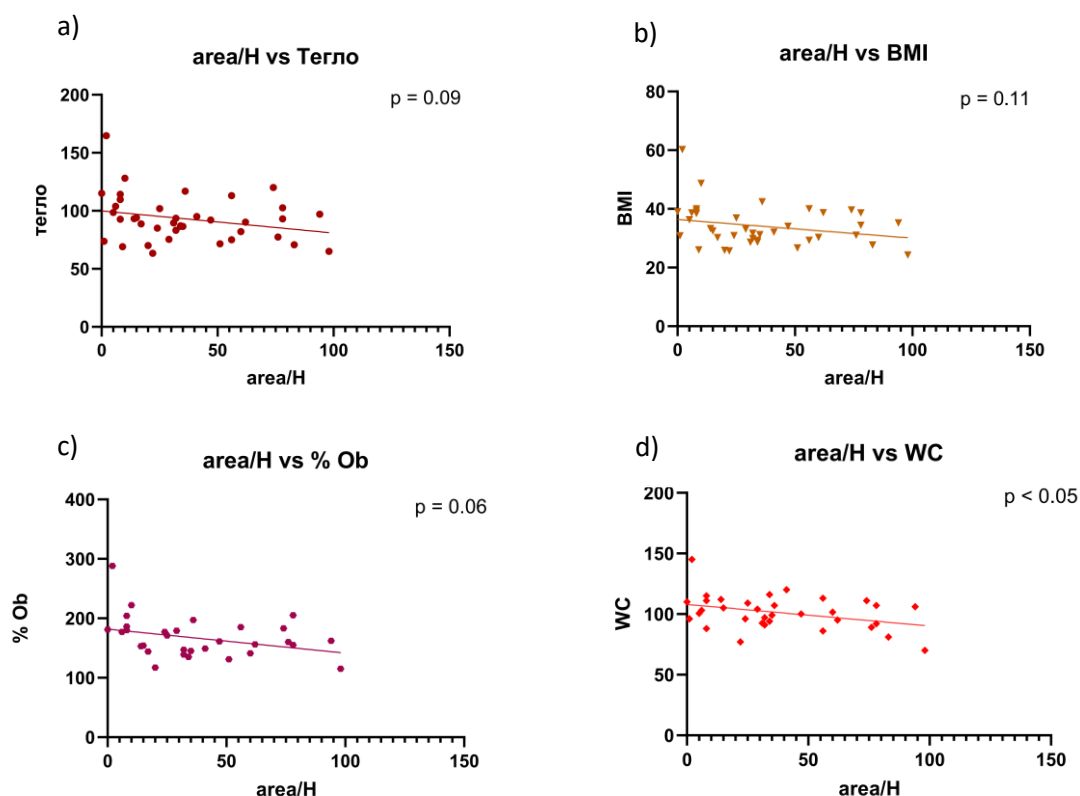 a)
area/H vs Тегло
p = 0.09
200
150
100
50
0
тегло
0
50
100
150
area/H
b)
area/H vs BMI
p = 0.11
80
60
40
20
0
BMI
0
50
100
150
area/H
c)
area/H vs % Ob
p = 0.06
400
300
200
100
0
% Ob
0
50
100
150
area/H
d)
area/H vs WC
p < 0.05
200
150
100
50
0
WC
0
50
100
150
area/H